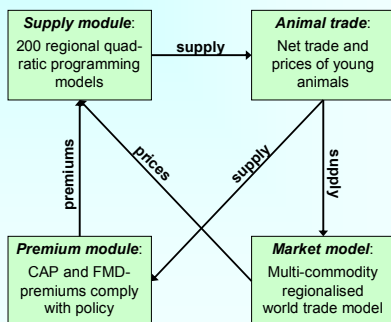 Supply module:
200 regional quad-
ratic programming
models
supply
Animal trade:
Net trade and
prices of young
animals
premiums
prices
supply
supply
Premium module:
CAP and FMD-
premiums comply
with policy
Market model:
Multi-commodity
regionalised
world trade model